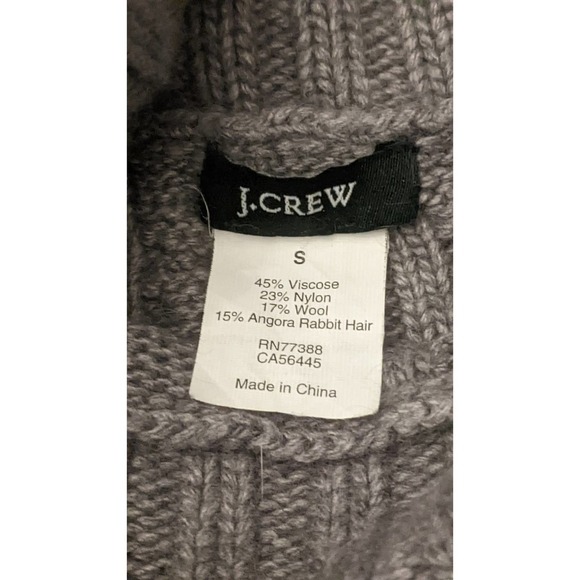 J.CREW
S
45% Viscose
23% Nylon
17% Wool
15% Angora Rabbit Hair
RN77388
CA56445
Made in China